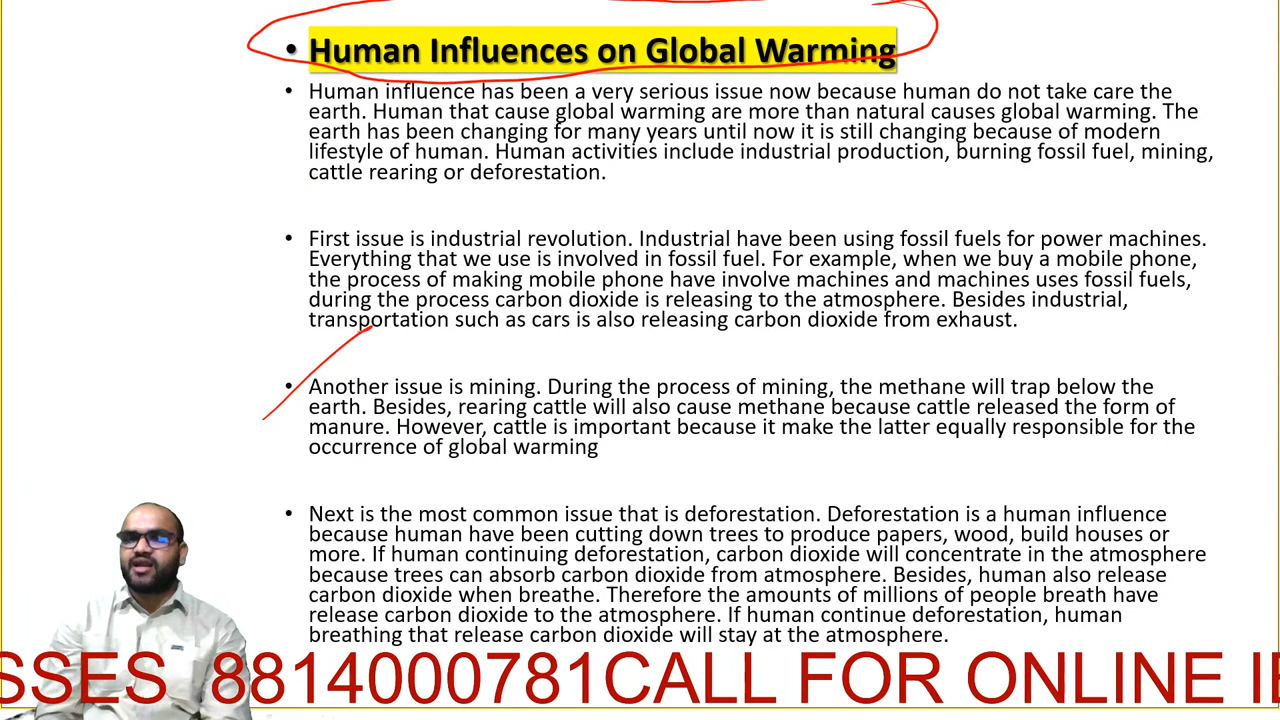 • Human Influences on Global Warming
• Human influence has been a very serious issue now because human do not take care the
earth. Human that cause global warming are more than natural causes global warming. The
earth has been changing for many years until now it is still changing because of modern
lifestyle of human. Human activities include industrial production, burning fossil fuel, mining,
cattle rearing or deforestation.
• First issue is industrial revolution. Industrial have been using fossil fuels for power machines.
Everything that we use is involved in fossil fuel. For example, when we buy a mobile phone,
the process of making mobile phone have involve machines and machines uses fossil fuels,
during the process carbon dioxide is releasing to the atmosphere. Besides industrial,
transportation such as cars is also releasing carbon dioxide from exhaust.
• Another issue is mining. During the process of mining, the methane will trap below the
earth. Besides, rearing cattle will also cause methane because cattle released the form of
manure. However, cattle is important because it make the latter equally responsible for the
occurrence of global warming
• Next is the most common issue that is deforestation. Deforestation is a human influence
because human have been cutting down trees to produce papers, wood, build houses or
more. If human continuing deforestation, carbon dioxide will concentrate in the atmosphere
because trees can absorb carbon dioxide from atmosphere. Besides, human also release
carbon dioxide when breathe. Therefore the amounts of millions of people breath have
release carbon dioxide to the atmosphere. If human continue deforestation, human
breathing that release carbon dioxide will stay at the atmosphere.
SSES 8814000781CALL FOR ONLINE IE